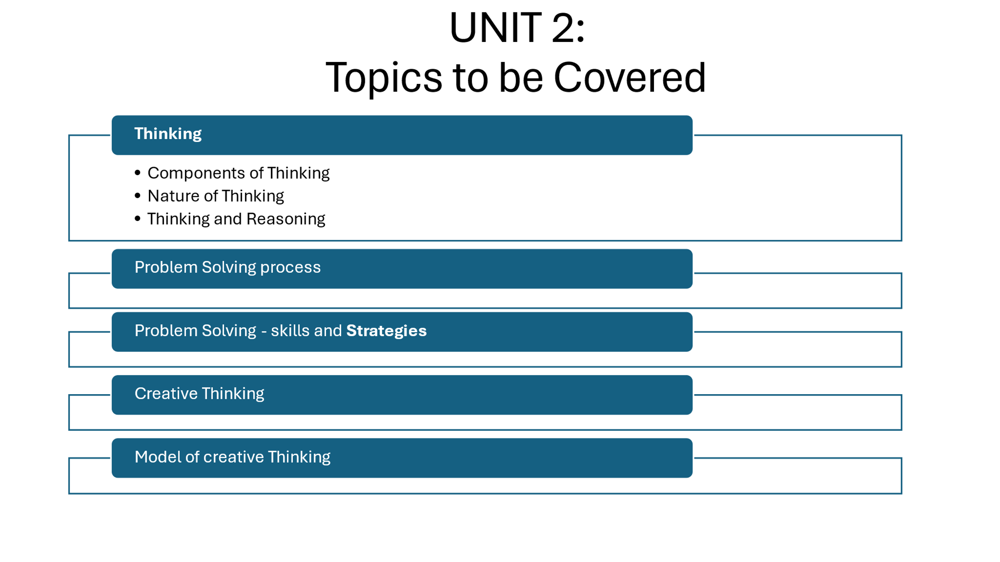 UNIT 2:
Topics to be Covered
Thinking
• Components of Thinking
• Nature of Thinking
• Thinking and Reasoning
Problem Solving process
Problem Solving - skills and Strategies
Creative Thinking
Model of creative Thinking